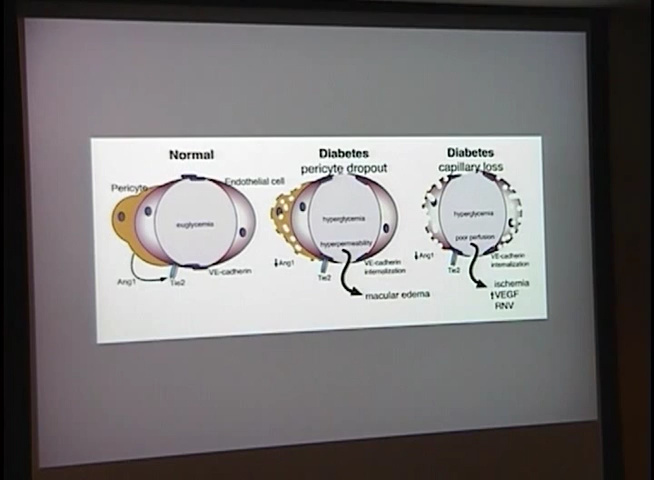 Normal
Pericyte
Endothelial cell
euglycemia
Ang1
Tie2
VE-cadherin
Diabetes
pericyte dropout
hyperglycemia
hyperpermeability
↓Ang1
Tie2
VE-cadherin
internalization
macular edema
Diabetes
capillary loss
hyperglycemia
poor perfusion
↓Ang1
Tie2
VE-cadherin
internalization
ischemia
↑VEGF
RNV